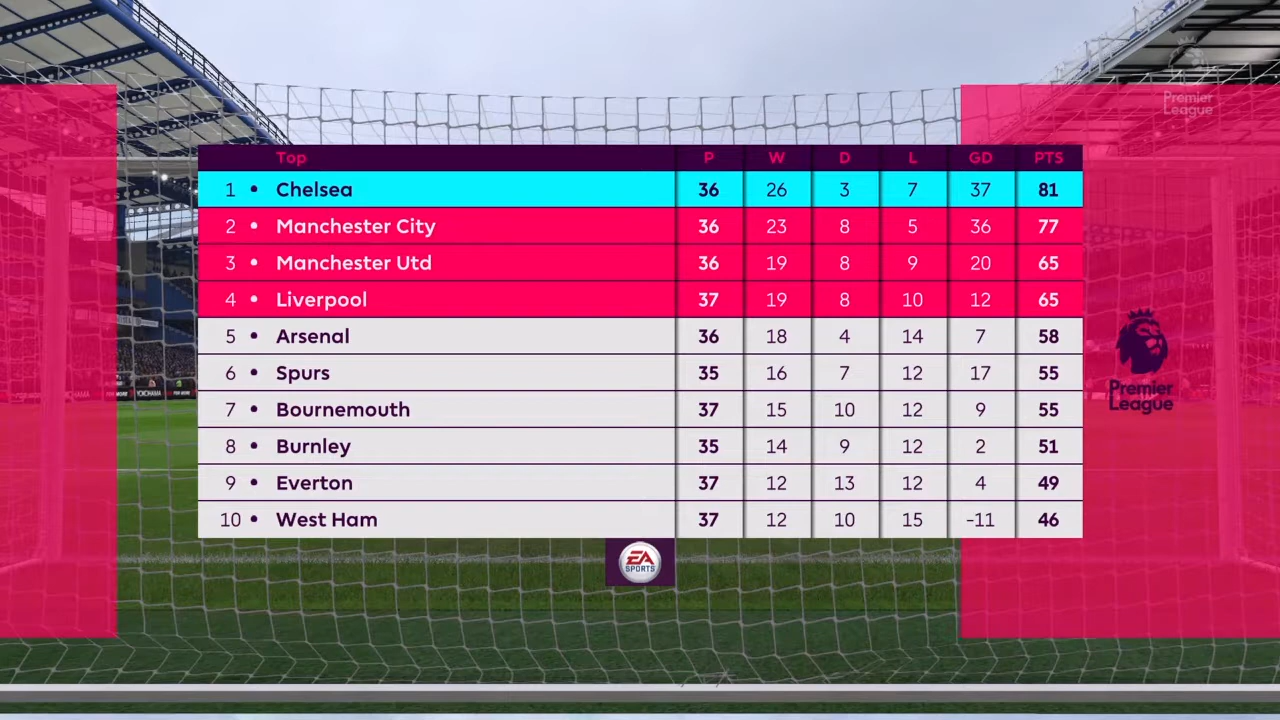 Premier
League
Top P W D L GD PTS
1 • Chelsea 36 26 3 7 37 81
2 • Manchester City 36 23 8 5 36 77
3 • Manchester Utd 36 19 8 9 20 65
4 • Liverpool 37 19 8 10 12 65
5 • Arsenal 36 18 4 14 7 58
6 • Spurs 35 16 7 12 17 55
7 • Bournemouth 37 15 10 12 9 55
8 • Burnley 35 14 9 12 2 51
9 • Everton 37 12 13 12 4 49
10 • West Ham 37 12 10 15 -11 46
Premier
League
YOKOHAMA
EA
SPORTS